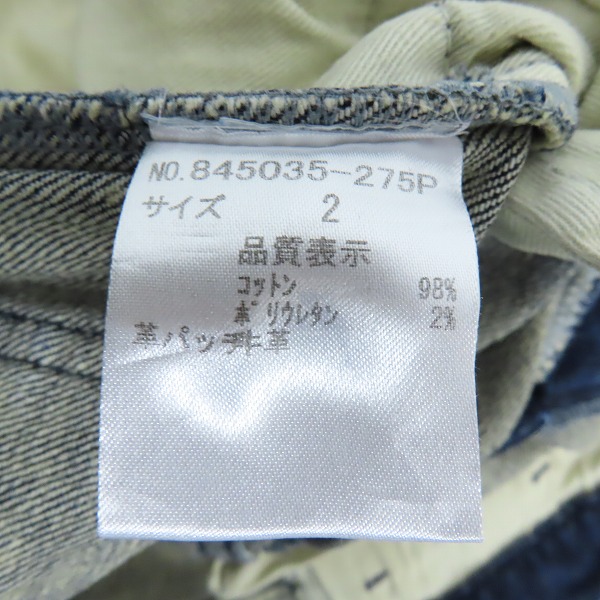 NO.845035-275P
サイズ 2
品質表示
コットン 98%
ポリウレタン 2%
革パッチ牛革